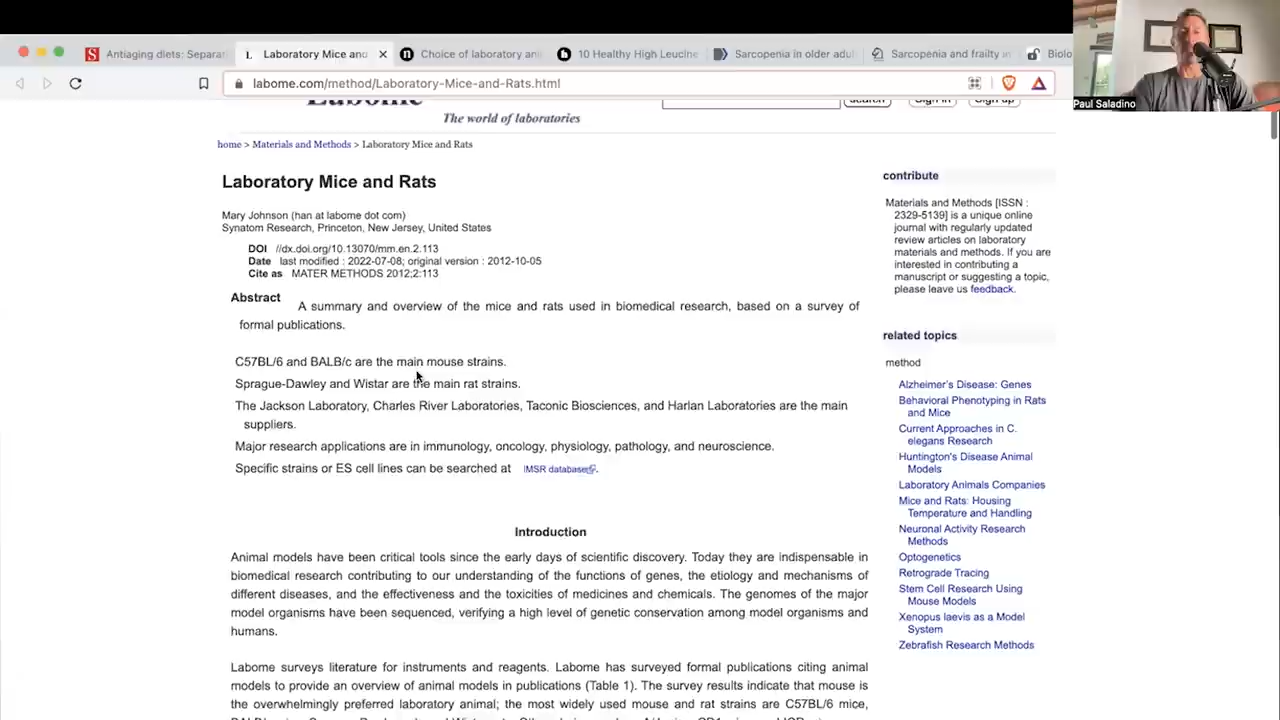 Antiaging diets: Separat
Laboratory Mice and
Choice of laboratory ani
10 Healthy High Leucine
Sarcopenia in older adul
Sarcopenia and frailty in
Biolo
labome.com/method/Laboratory-Mice-and-Rats.html
Paul Saladino
Labome
search
Sign in
Sign up
The world of laboratories
home > Materials and Methods > Laboratory Mice and Rats
Laboratory Mice and Rats
Mary Johnson (han at labome dot com)
Synatom Research, Princeton, New Jersey, United States
DOI //dx.doi.org/10.13070/mm.en.2.113
Date last modified : 2022-07-08; original version : 2012-10-05
Cite as MATER METHODS 2012;2:113
Abstract
A summary and overview of the mice and rats used in biomedical research, based on a survey of
formal publications.
C57BL/6 and BALB/c are the main mouse strains.
Sprague-Dawley and Wistar are the main rat strains.
The Jackson Laboratory, Charles River Laboratories, Taconic Biosciences, and Harlan Laboratories are the main
suppliers.
Major research applications are in immunology, oncology, physiology, pathology, and neuroscience.
Specific strains or ES cell lines can be searched at IMSR database.
Introduction
Animal models have been critical tools since the early days of scientific discovery. Today they are indispensable in
biomedical research contributing to our understanding of the functions of genes, the etiology and mechanisms of
different diseases, and the effectiveness and the toxicities of medicines and chemicals. The genomes of the major
model organisms have been sequenced, verifying a high level of genetic conservation among model organisms and
humans.
Labome surveys literature for instruments and reagents. Labome has surveyed formal publications citing animal
models to provide an overview of animal models in publications (Table 1). The survey results indicate that mouse is
the overwhelmingly preferred laboratory animal; the most widely used mouse and rat strains are C57BL/6 mice,
contribute
Materials and Methods [ISSN :
2329-5139] is a unique online
journal with regularly updated
review articles on laboratory
materials and methods. If you are
interested in contributing a
manuscript or suggesting a topic,
please leave us feedback.
related topics
method
Alzheimer's Disease: Genes
Behavioral Phenotyping in Rats
and Mice
Current Approaches in C.
elegans Research
Huntington's Disease Animal
Models
Laboratory Animals Companies
Mice and Rats: Housing
Temperature and Handling
Neuronal Activity Research
Methods
Optogenetics
Retrograde Tracing
Stem Cell Research Using
Mouse Models
Xenopus laevis as a Model
System
Zebrafish Research Methods